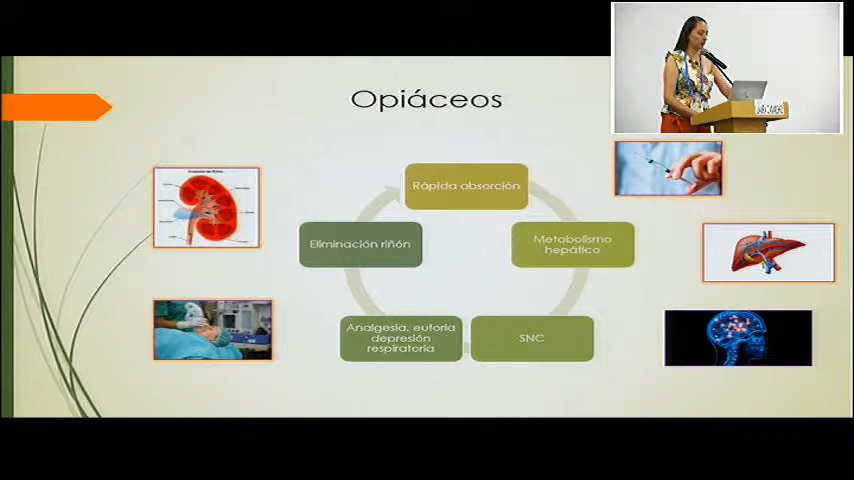 Opiáceos
Rápida absorción
Metabolismo
hepático
SNC
Analgesia, euforia
depresión
respiratoria
Eliminación riñón